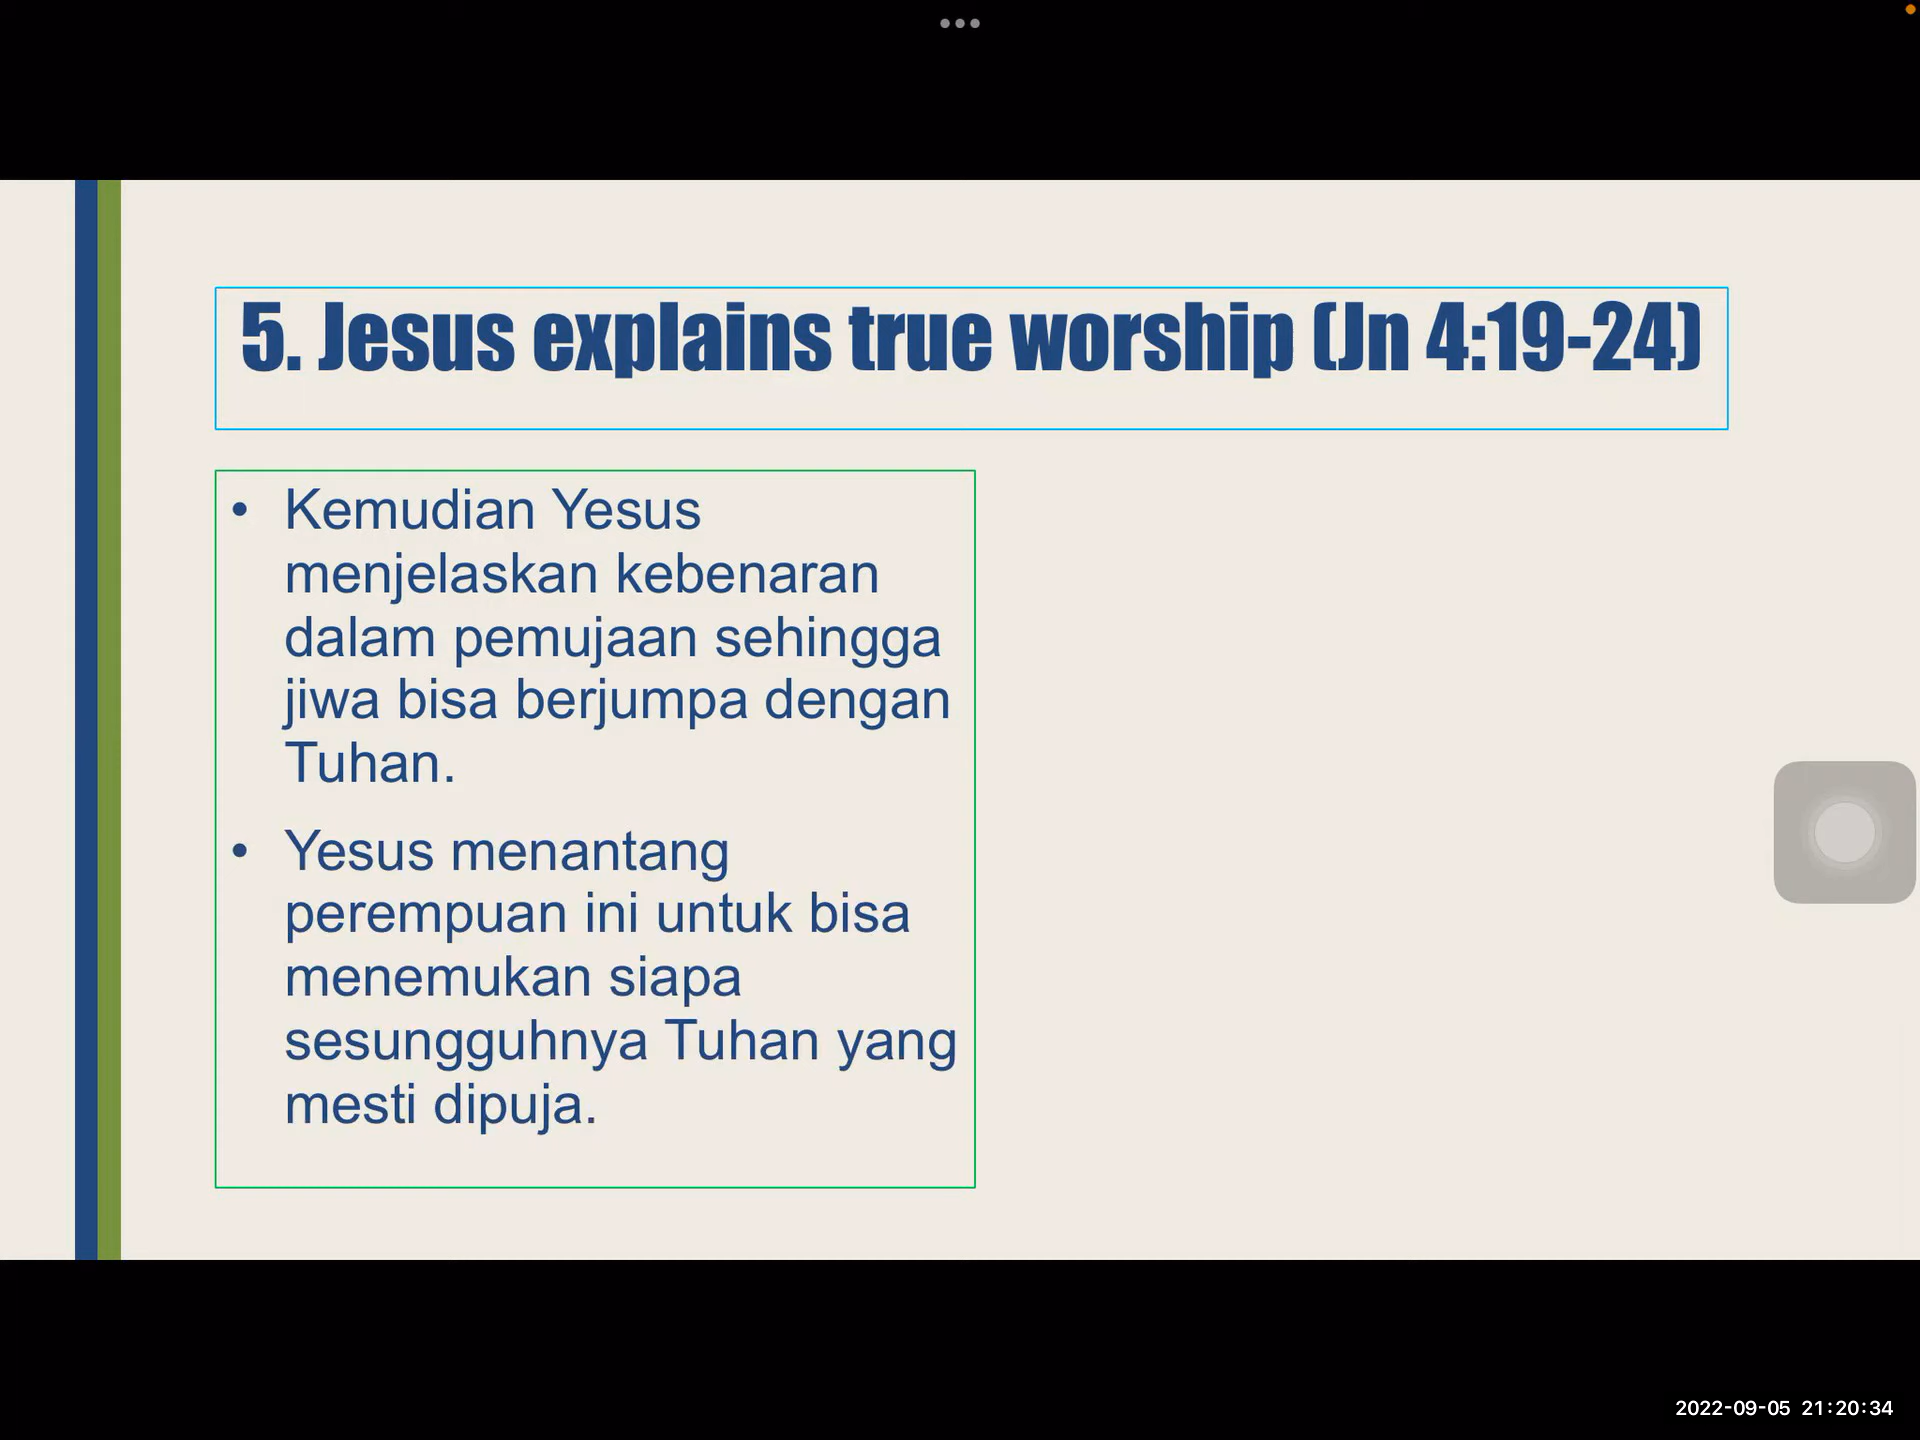 5. Jesus explains true worship (Jn 4:19-24)
• Kemudian Yesus
menjelaskan kebenaran
dalam pemujaan sehingga
jiwa bisa berjumpa dengan
Tuhan.
• Yesus menantang
perempuan ini untuk bisa
menemukan siapa
sesungguhnya Tuhan yang
mesti dipuja.
2022-09-05 21:20:34